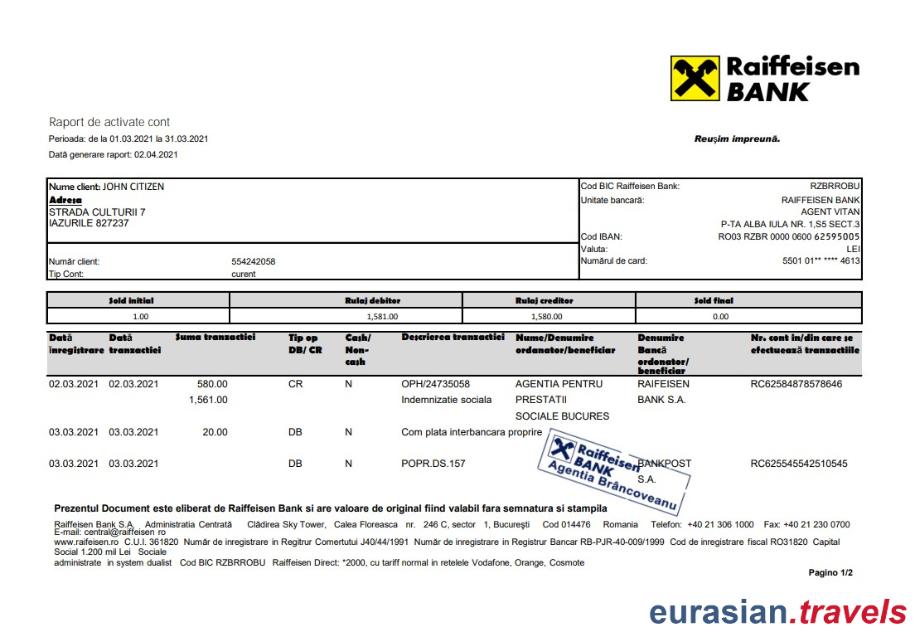 Raiffeisen
BANK
Raport de activate cont
Perioada: de la 01.03.2021 la 31.03.2021
Reușim împreună.
Dată generare raport: 02.04.2021
Nume client: JOHN CITIZEN
Adresa
STRADA CULTURII 7
IAZURILE 827237
Număr client: 554242058
Tip Cont: curent
Cod BIC Raiffeisen Bank: RZBRROBU
Unitate bancară: RAIFFEISEN BANK
AGENT VITAN
P-TA ALBA IULA NR. 1,S5 SECT.3
Cod IBAN: RO03 RZBR 0000 0600 62595005
Valuta: LEI
Numărul de card: 5501 01** **** 4613
Sold initial Rulaj debitor Rulaj creditor Sold final
1.00 1,581.00 1,580.00 0.00
Dată înregistrare Dată tranzactiei Suma tranzactiei Tip op DB/ CR Cash/ Non-cash Descrierea tranzactiei Nume/Denumire ordanator/beneficiar Denumire Bancă ordonator/ beneficiar Nr. cont in/din care se efectuează tranzactiile
02.03.2021 02.03.2021 580.00 CR N OPH/24735058 AGENTIA PENTRU RAIFEISEN RC62584878578646
1,561.00 Indemnizatie sociala PRESTATII BANK S.A.
SOCIALE BUCURES
03.03.2021 03.03.2021 20.00 DB N Com plata interbancara proprire
03.03.2021 03.03.2021 DB N POPR.DS.157 BANKPOST RC625545542510545
S.A.
Raiffeisen
BANK
Agentia Brâncoveanu
Prezentul Document este eliberat de Raiffeisen Bank si are valoare de original fiind valabil fara semnatura si stampila
Raiffeisen Bank S.A. Administratia Centrată Clădirea Sky Tower, Calea Floreasca nr. 246 C, sector 1, Bucureşti Cod 014476 Romania Telefon: +40 21 306 1000 Fax: +40 21 230 0700
E-mail: central@raiffeisen.ro
www.raiffeisen.ro C.U.I. 361820 Număr de inregistrare in Regitrur Comertutui J40/44/1991 Număr de inregistrare in Registrur Bancar RB-PJR-40-009/1999 Cod de inregistrare fiscal RO31820 Capital
Social 1.200 mil Lei Sociale
administrate in system dualist Cod BIC RZBRROBU Raiffeisen Direct: *2000, cu tariff normal in retelele Vodafone, Orange, Cosmote
Pagino 1/2
eurasian.travels